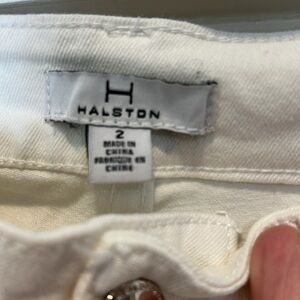 H
HALSTON
2
MADE IN
CHINA
FABRIQUÉ EN
CHINE